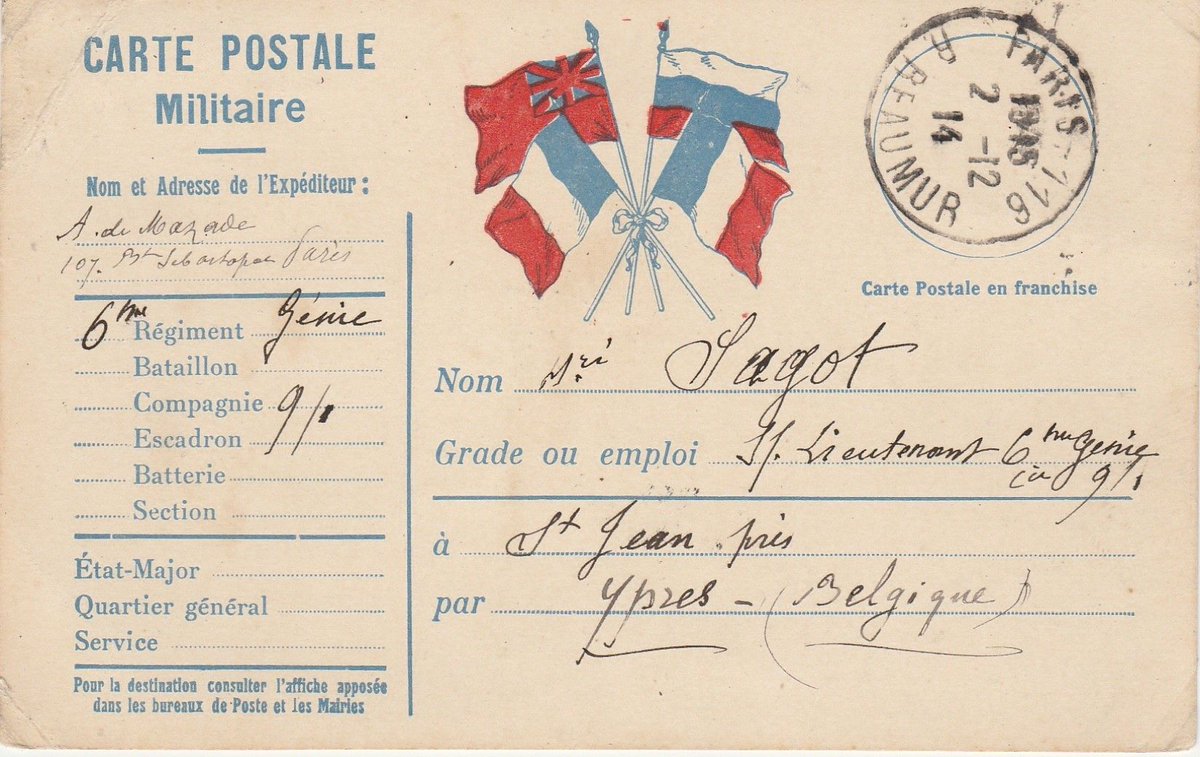 CARTE POSTALE
Militaire
Nom et Adresse de l'Expéditeur :
A. de Mazade
107. Bt Sebastopol Paris
6me Régiment Génie
Bataillon
Compagnie 9/1
Escadron
Batterie
Section
État-Major
Quartier général
Service
Pour la destination consulter l'affiche apposée
dans les bureaux de Poste et les Mairies
PARIS-116
2 -12
14
R REAUMUR
Carte Postale en franchise
Nom Sagot
Grade ou emploi S/. Lieutenant 6me Genie
Cie 9/1
à St Jean près
par Ypres - (Belgique)